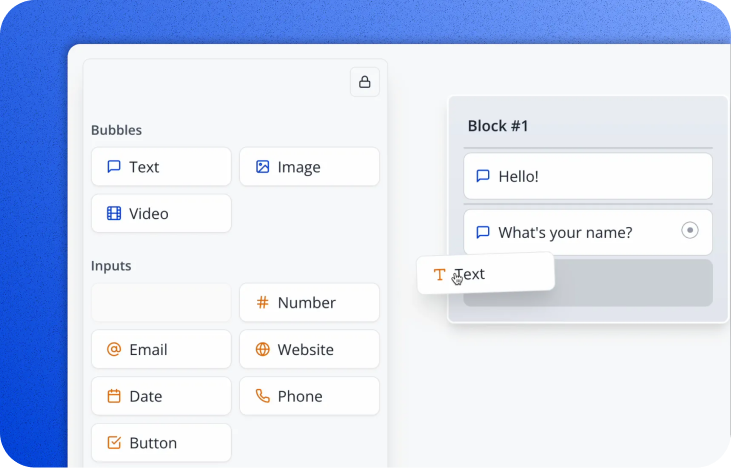 Bubbles
Text
Image
Video
Inputs
Number
Email
Website
Date
Phone
Button
Block #1
Hello!
What's your name?
Text